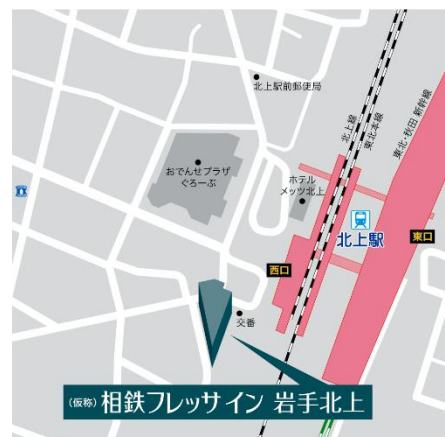 北上駅前郵便局
北上線
東北本線
東北・秋田 新幹線
おでんせプラザ
ぐろーぶ
ホテル
メッツ北上
北上駅
東口
西口
交番
(仮称) 相鉄フレッサイン 岩手北上